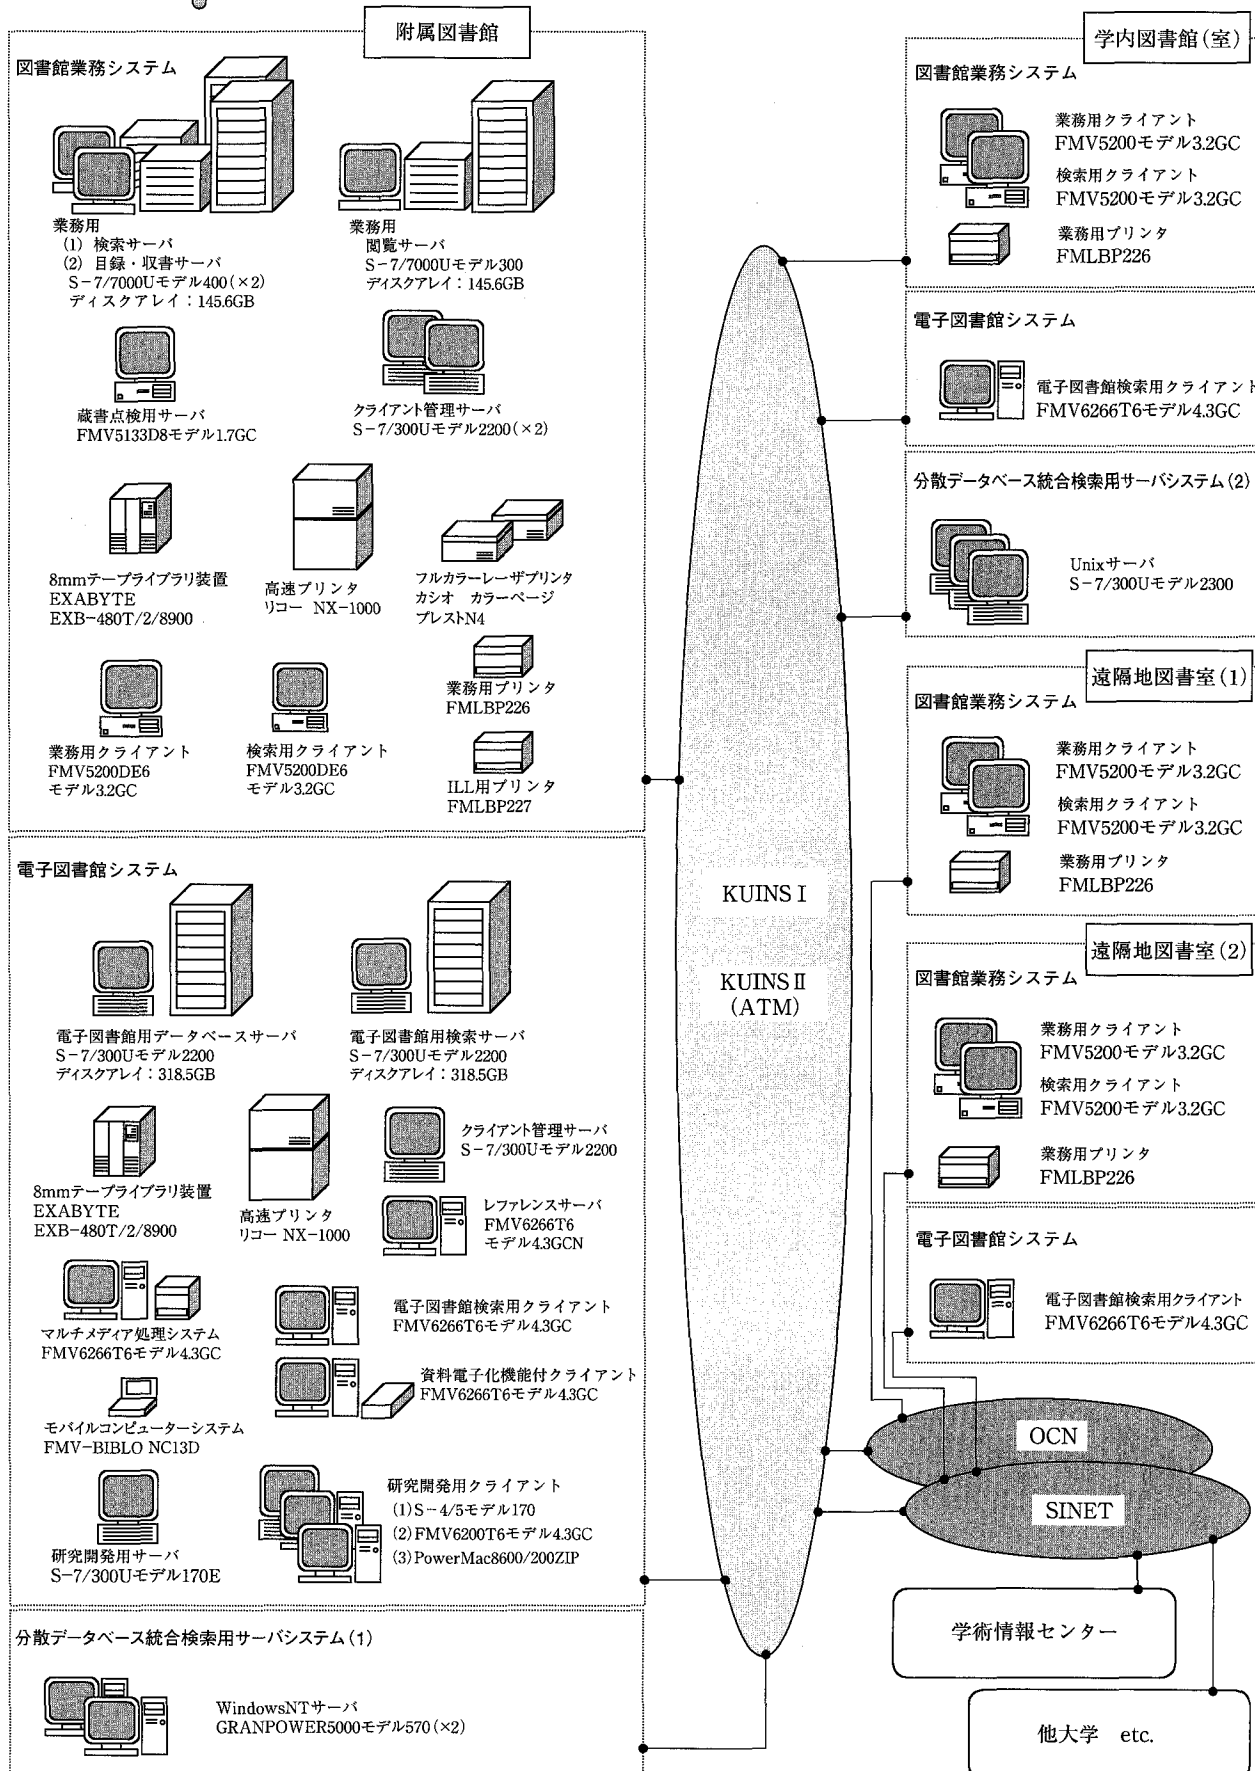 附属図書館
図書館業務システム
業務用
(1) 検索サーバ
(2) 目録・収書サーバ
S-7/7000Uモデル400(×2)
ディスクアレイ：145.6GB
業務用
閲覧サーバ
S-7/7000Uモデル300
ディスクアレイ：145.6GB
蔵書点検用サーバ
FMV5133D8モデル1.7GC
クライアント管理サーバ
S-7/300Uモデル2200(×2)
8mmテープライブラリ装置
EXABYTE
EXB-480T/2/8900
高速プリンタ
リコー NX-1000
フルカラーレーザプリンタ
カシオ カラーページ
プレストN4
業務用プリンタ
FMLBP226
業務用クライアント
FMV5200DE6
モデル3.2GC
検索用クライアント
FMV5200DE6
モデル3.2GC
ILL用プリンタ
FMLBP227
電子図書館システム
電子図書館用データベースサーバ
S-7/300Uモデル2200
ディスクアレイ：318.5GB
電子図書館用検索サーバ
S-7/300Uモデル2200
ディスクアレイ：318.5GB
8mmテープライブラリ装置
EXABYTE
EXB-480T/2/8900
高速プリンタ
リコー NX-1000
クライアント管理サーバ
S-7/300Uモデル2200
レファレンスサーバ
FMV6266T6
モデル4.3GCN
マルチメディア処理システム
FMV6266T6モデル4.3GC
電子図書館検索用クライアント
FMV6266T6モデル4.3GC
資料電子化機能付クライアント
FMV6266T6モデル4.3GC
モバイルコンピューターシステム
FMV-BIBLO NC13D
研究開発用サーバ
S-7/300Uモデル170E
研究開発用クライアント
(1)S-4/5モデル170
(2)FMV6200T6モデル4.3GC
(3)PowerMac8600/200ZIP
分散データベース統合検索用サーバシステム(1)
WindowsNTサーバ
GRANPOWER5000モデル570(×2)
KUINS I
KUINS II
(ATM)
学内図書館(室)
図書館業務システム
業務用クライアント
FMV5200モデル3.2GC
検索用クライアント
FMV5200モデル3.2GC
業務用プリンタ
FMLBP226
電子図書館システム
電子図書館検索用クライアント
FMV6266T6モデル4.3GC
分散データベース統合検索用サーバシステム(2)
Unixサーバ
S-7/300Uモデル2300
遠隔地図書室(1)
図書館業務システム
業務用クライアント
FMV5200モデル3.2GC
検索用クライアント
FMV5200モデル3.2GC
業務用プリンタ
FMLBP226
遠隔地図書室(2)
図書館業務システム
業務用クライアント
FMV5200モデル3.2GC
検索用クライアント
FMV5200モデル3.2GC
業務用プリンタ
FMLBP226
電子図書館システム
電子図書館検索用クライアント
FMV6266T6モデル4.3GC
OCN
SINET
学術情報センター
他大学 etc.